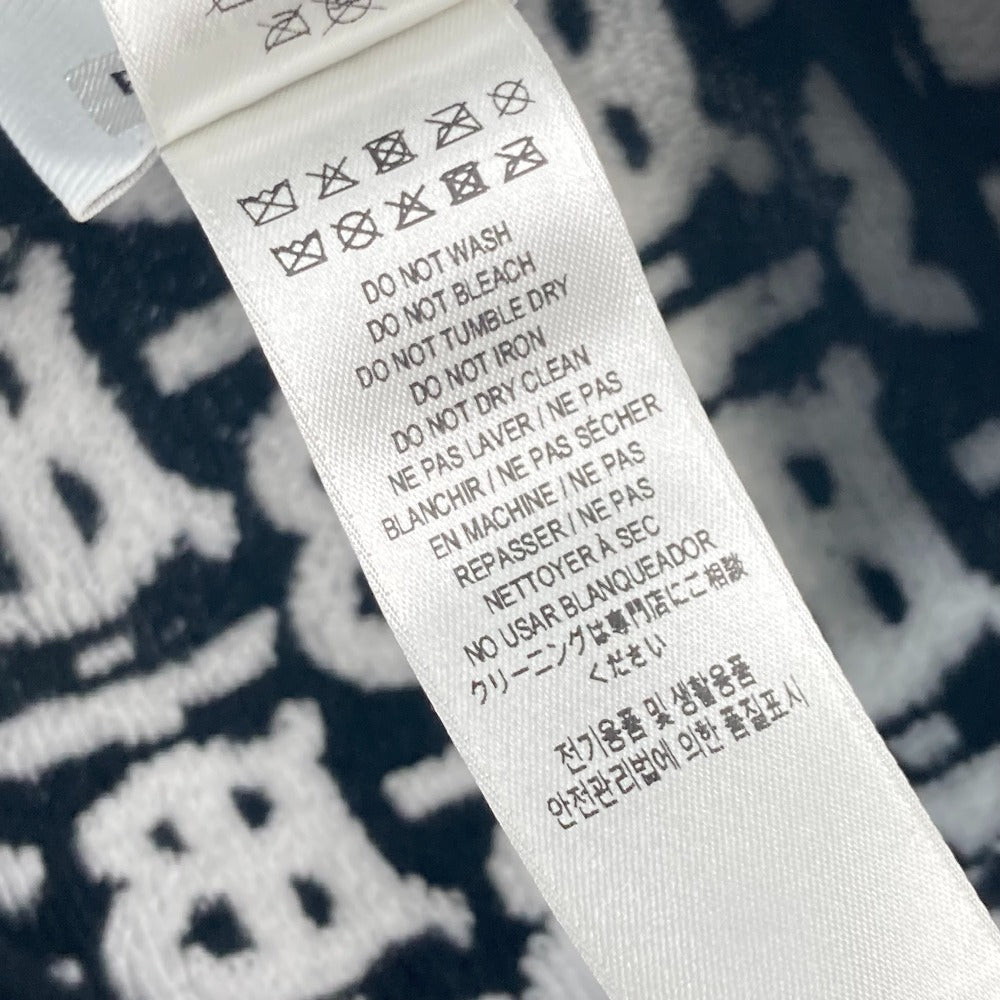 DO NOT WASH
DO NOT BLEACH
DO NOT TUMBLE DRY
DO NOT IRON
DO NOT DRY CLEAN
NE PAS LAVER / NE PAS
BLANCHIR / NE PAS SÉCHER
EN MACHINE / NE PAS
REPASSER / NE PAS
NETTOYER À SEC
NO USAR BLANQUEADOR
クリーニングは専門店にご相談
ください
전기용품 및 생활용품
안전관리법에 의한 품질표시